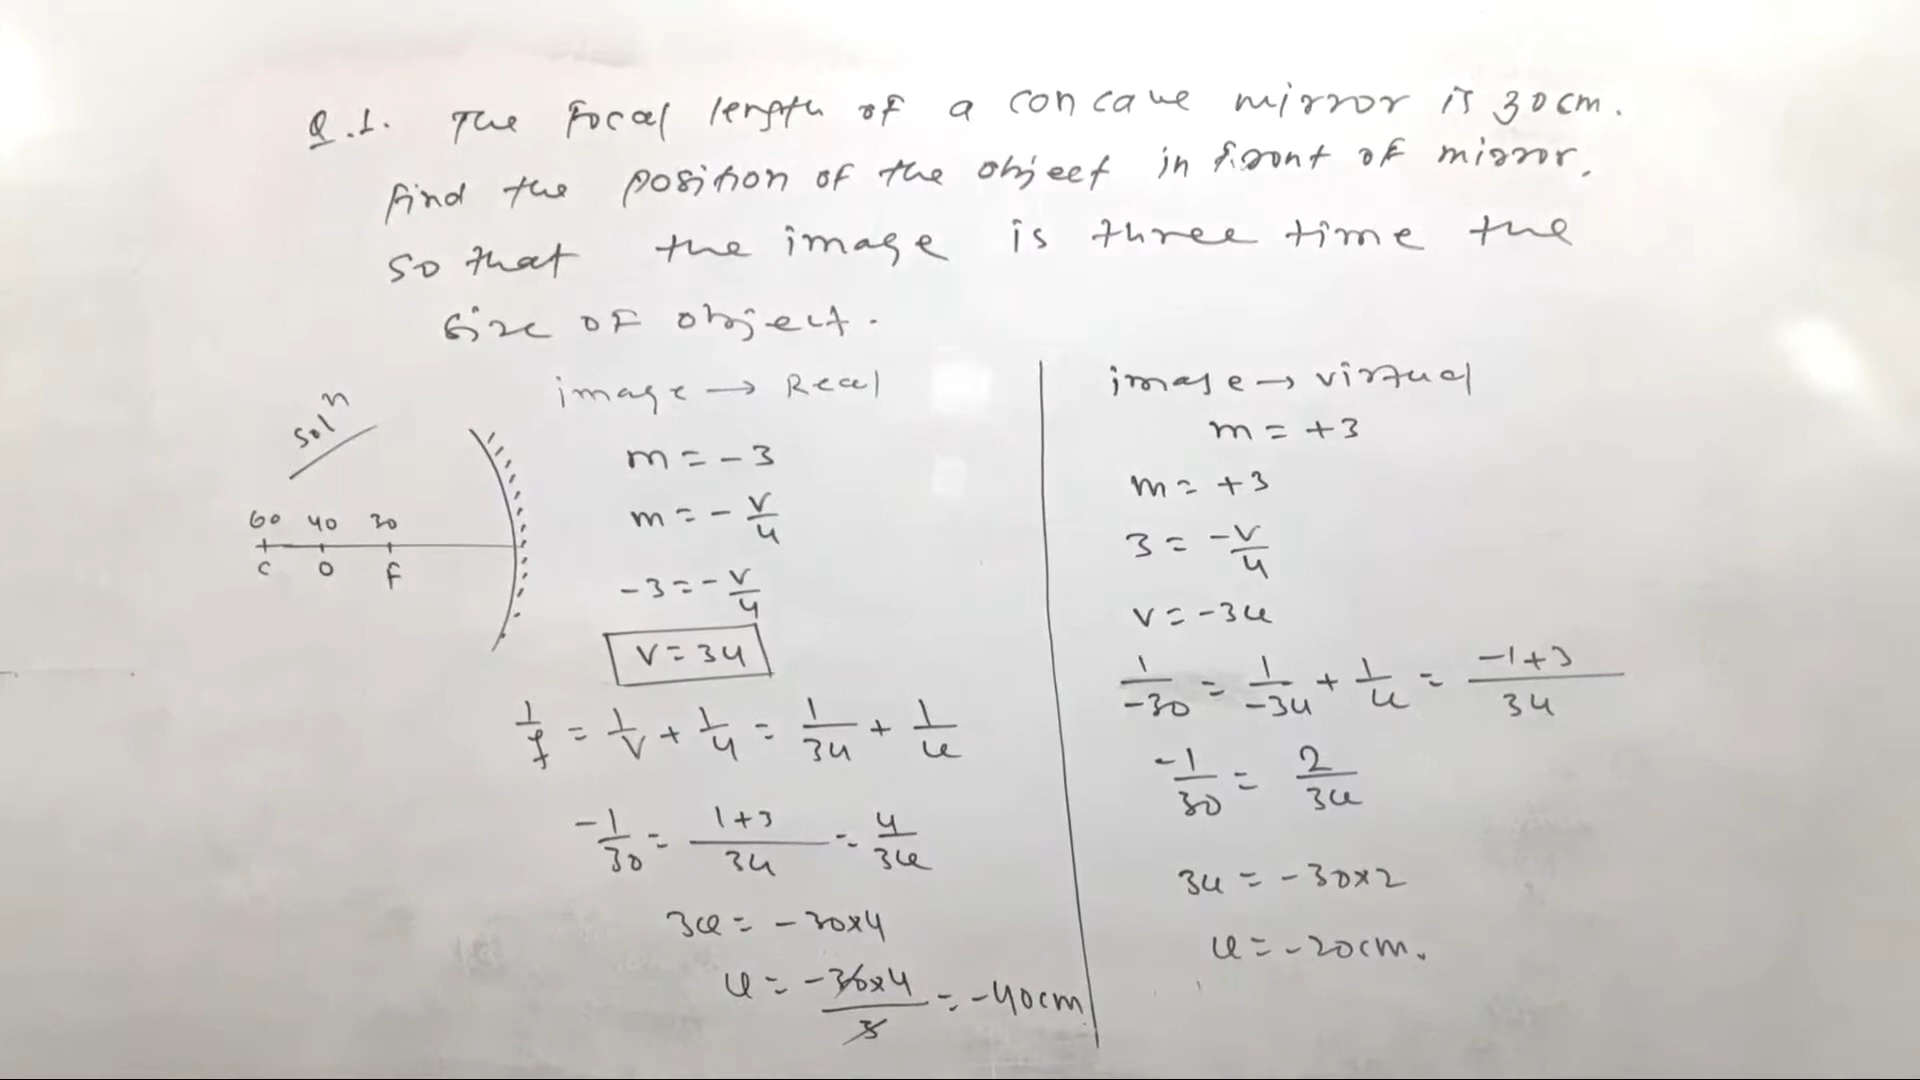 Q.1. The Focal length of a concave mirror is 30cm.
find the position of the object in front of mirror,
so that the image is three time the
size of object.
Solⁿ
60 40 30
C O F
image → Real
m = -3
m = -v/u
-3 = -v/u
v = 3u
1/f = 1/v + 1/u = 1/3u + 1/u
-1/30 = 1+3/3u = 4/3u
3u = -30×4
u = -30×4/3 = -40cm
image → virtual
m = +3
m = +3
3 = -v/u
v = -3u
1/-30 = 1/-3u + 1/u = -1+3/3u
-1/30 = 2/3u
3u = -30×2
u = -20cm.